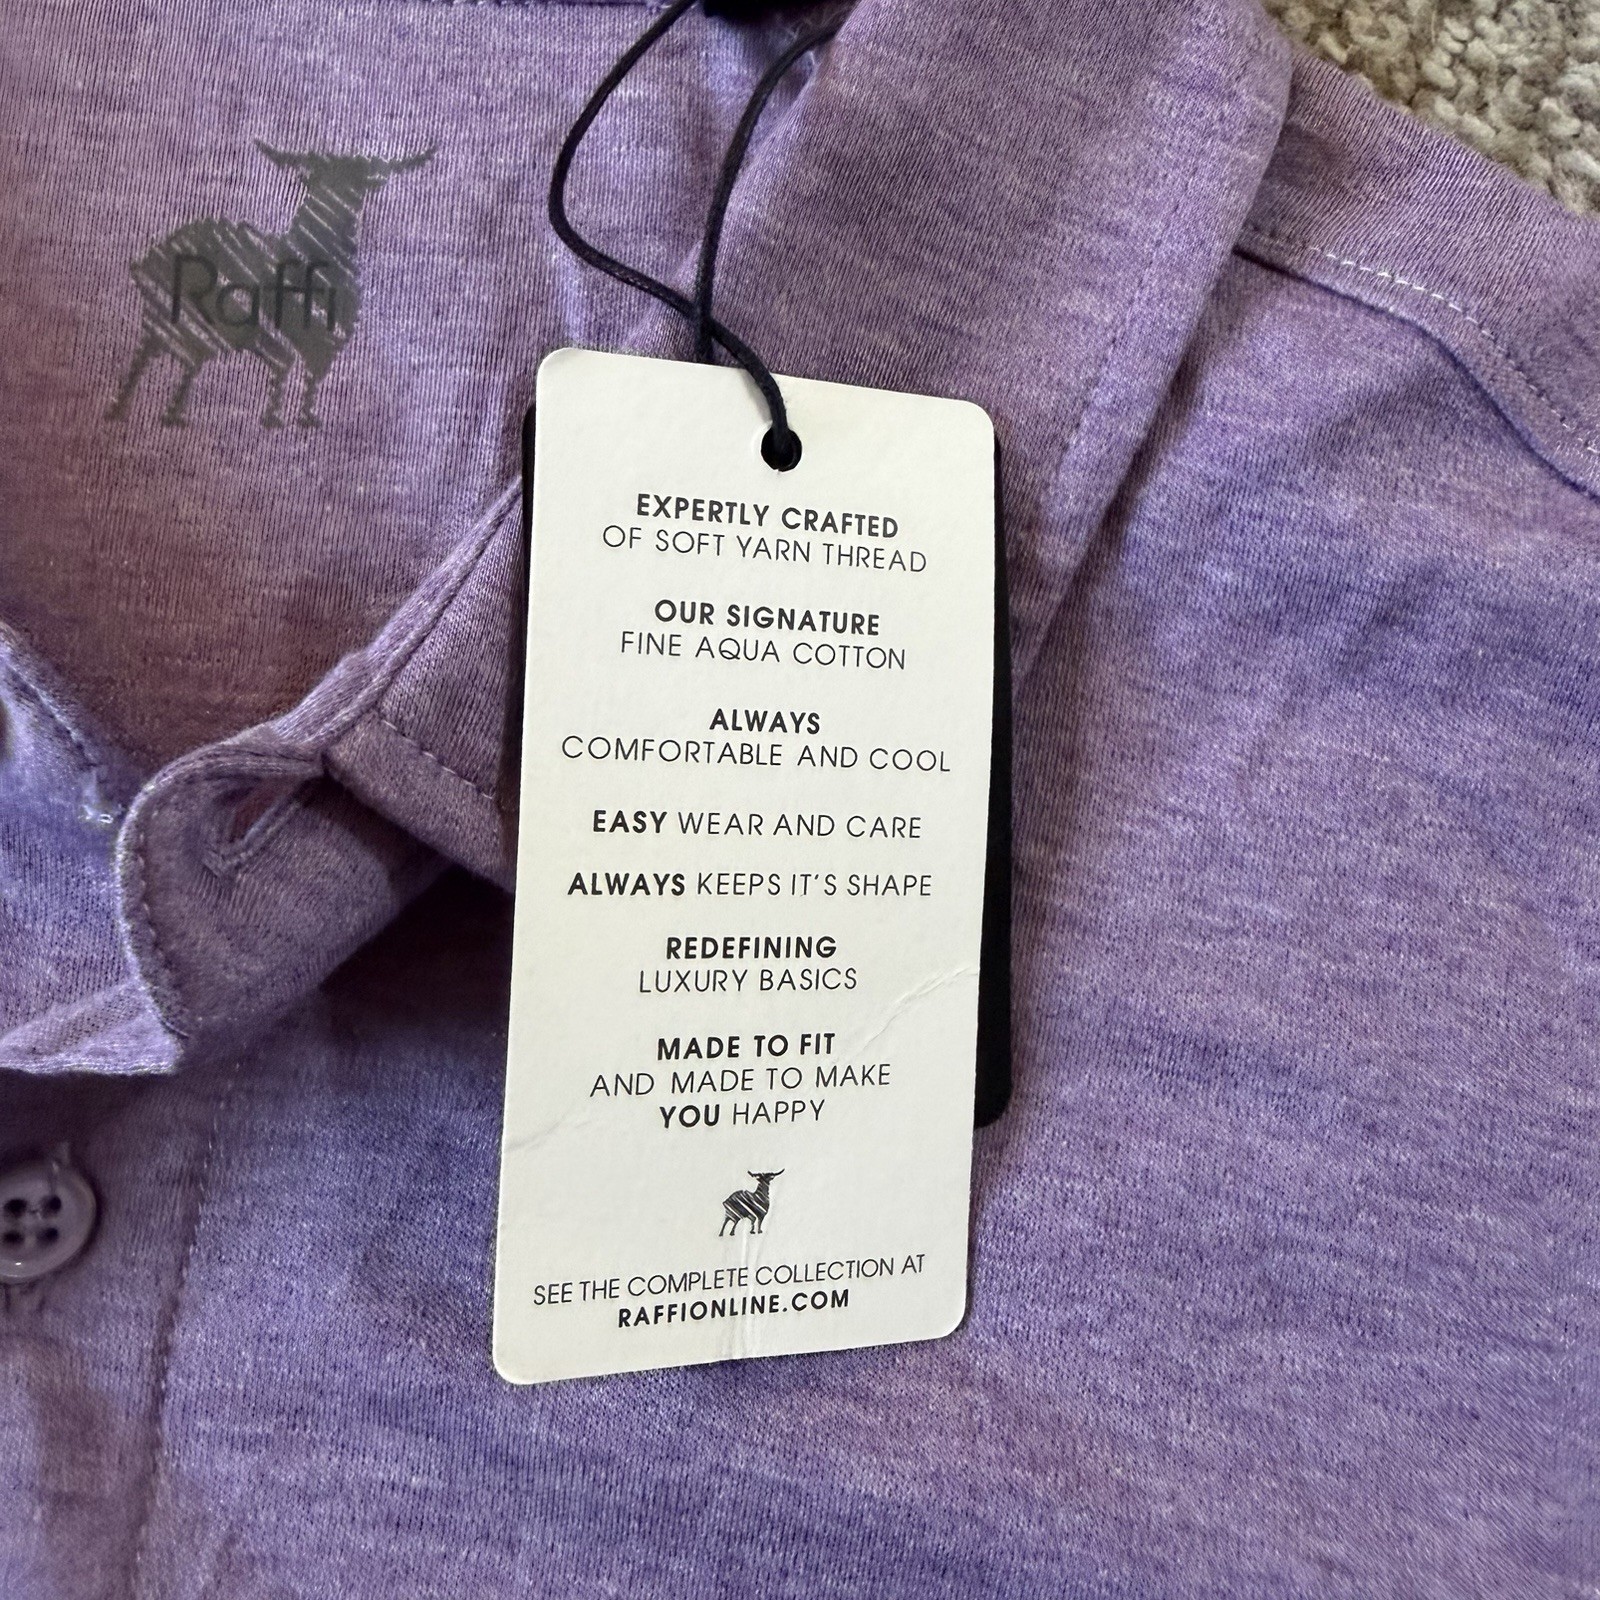 Raffi
EXPERTLY CRAFTED
OF SOFT YARN THREAD
OUR SIGNATURE
FINE AQUA COTTON
ALWAYS
COMFORTABLE AND COOL
EASY WEAR AND CARE
ALWAYS KEEPS IT'S SHAPE
REDEFINING
LUXURY BASICS
MADE TO FIT
AND MADE TO MAKE
YOU HAPPY
SEE THE COMPLETE COLLECTION AT
RAFFIONLINE.COM